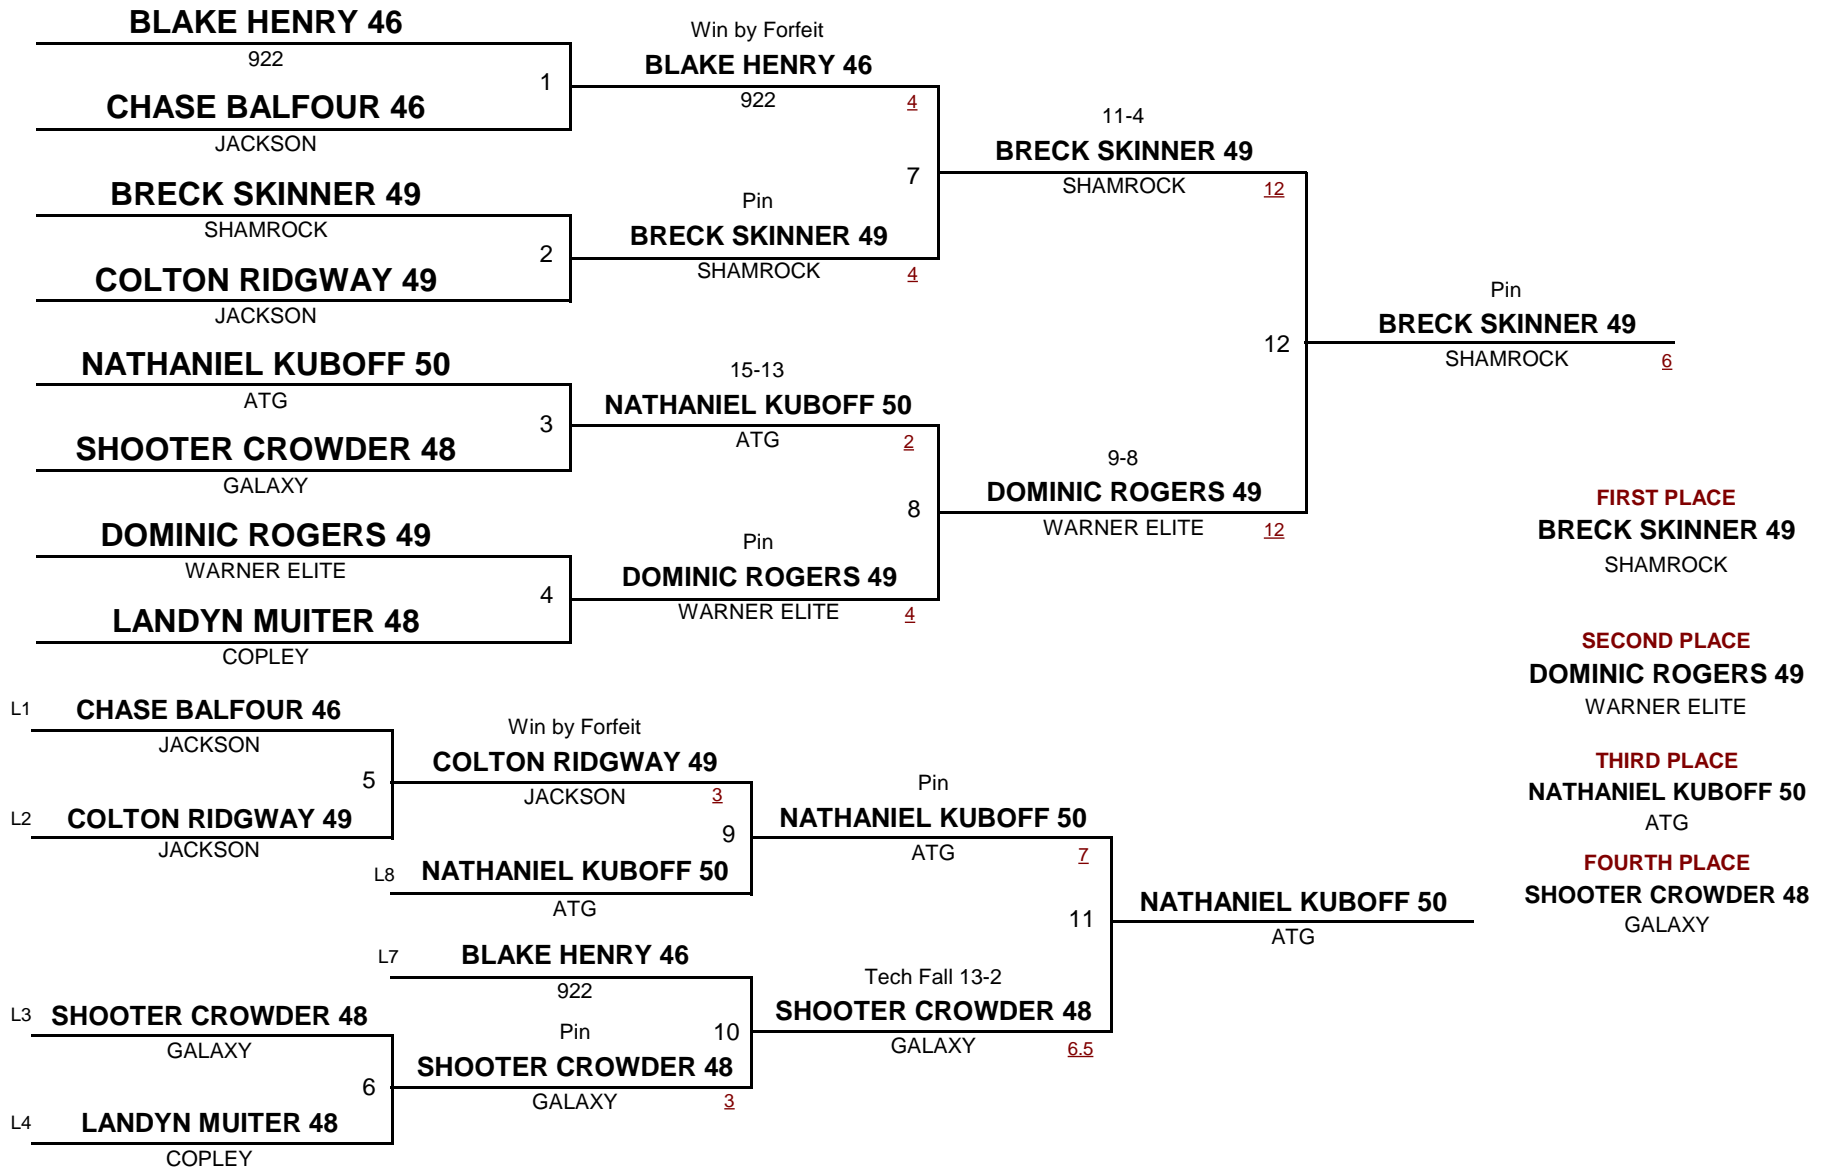 BLAKE HENRY 46
922
1
CHASE BALFOUR 46
JACKSON
BRECK SKINNER 49
SHAMROCK
2
COLTON RIDGWAY 49
JACKSON
NATHANIEL KUBOFF 50
ATG
3
SHOOTER CROWDER 48
GALAXY
DOMINIC ROGERS 49
WARNER ELITE
4
LANDYN MUITER 48
COPLEY
Win by Forfeit
BLAKE HENRY 46
922 4
7
Pin
BRECK SKINNER 49
SHAMROCK 4
15-13
NATHANIEL KUBOFF 50
ATG 2
8
Pin
DOMINIC ROGERS 49
WARNER ELITE 4
11-4
BRECK SKINNER 49
SHAMROCK 12
12
9-8
DOMINIC ROGERS 49
WARNER ELITE 12
Pin
BRECK SKINNER 49
SHAMROCK 6
FIRST PLACE
BRECK SKINNER 49
SHAMROCK
SECOND PLACE
DOMINIC ROGERS 49
WARNER ELITE
THIRD PLACE
NATHANIEL KUBOFF 50
ATG
FOURTH PLACE
SHOOTER CROWDER 48
GALAXY
L1 CHASE BALFOUR 46
JACKSON
5
L2 COLTON RIDGWAY 49
JACKSON
L3 SHOOTER CROWDER 48
GALAXY
6
L4 LANDYN MUITER 48
COPLEY
Win by Forfeit
COLTON RIDGWAY 49
JACKSON 3
9
L8 NATHANIEL KUBOFF 50
ATG
L7 BLAKE HENRY 46
922
Pin 10
SHOOTER CROWDER 48
GALAXY 3
Pin
NATHANIEL KUBOFF 50
ATG 7
11
Tech Fall 13-2
SHOOTER CROWDER 48
GALAXY 6.5
NATHANIEL KUBOFF 50
ATG